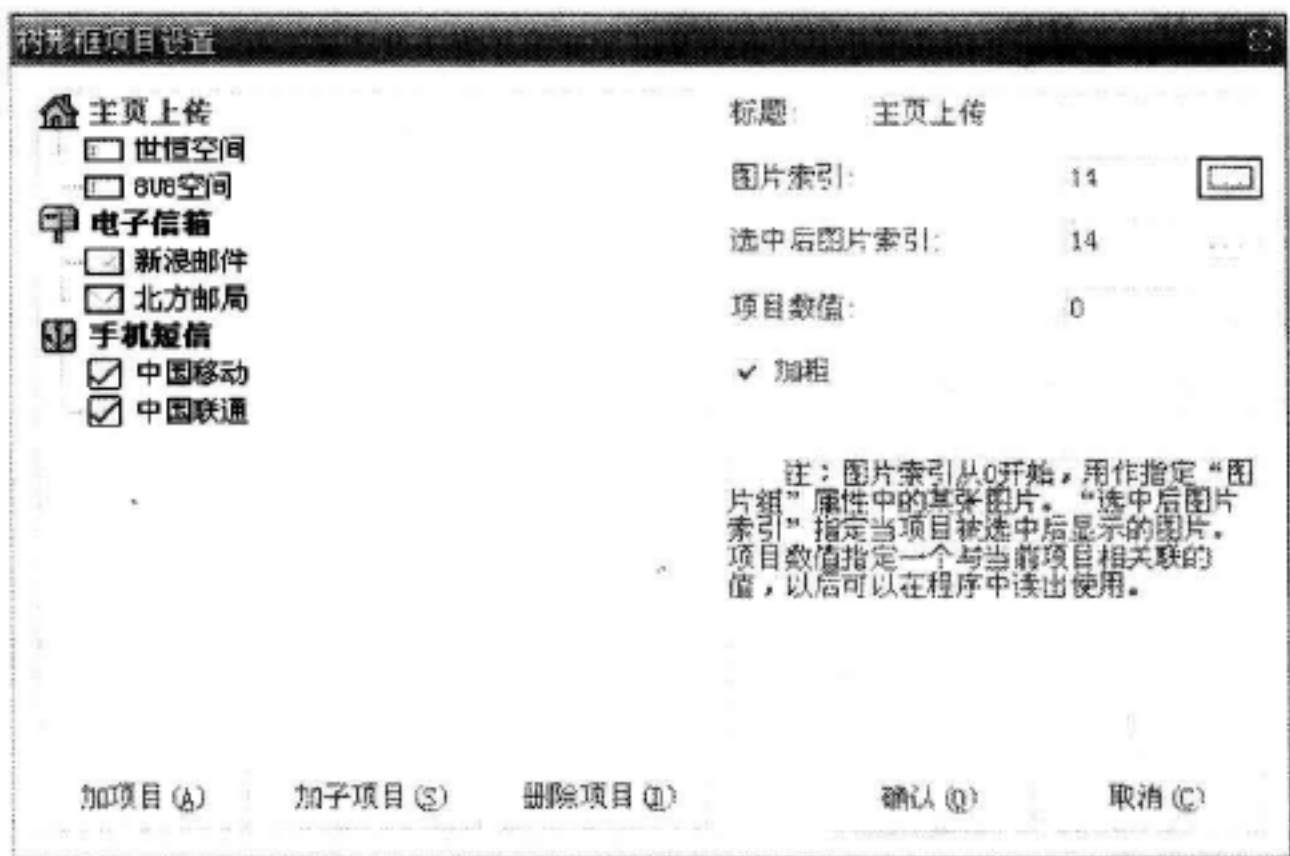 树形框项目设置
主页上传
世恒空间
8U8空间
电子信箱
新浪邮件
北方邮局
手机短信
中国移动
中国联通
标题: 主页上传
图片索引: 14
选中后图片索引: 14
项目数值: 0
加粗
注:图片索引从0开始,用作指定“图
片组”属性中的某张图片。“选中后图片
索引”指定当项目被选中后显示的图片。
项目数值指定一个与当前项目相关联的
值,以后可以在程序中读出使用。
加项目(A) 加子项目(S) 删除项目(D) 确认(O) 取消(C)